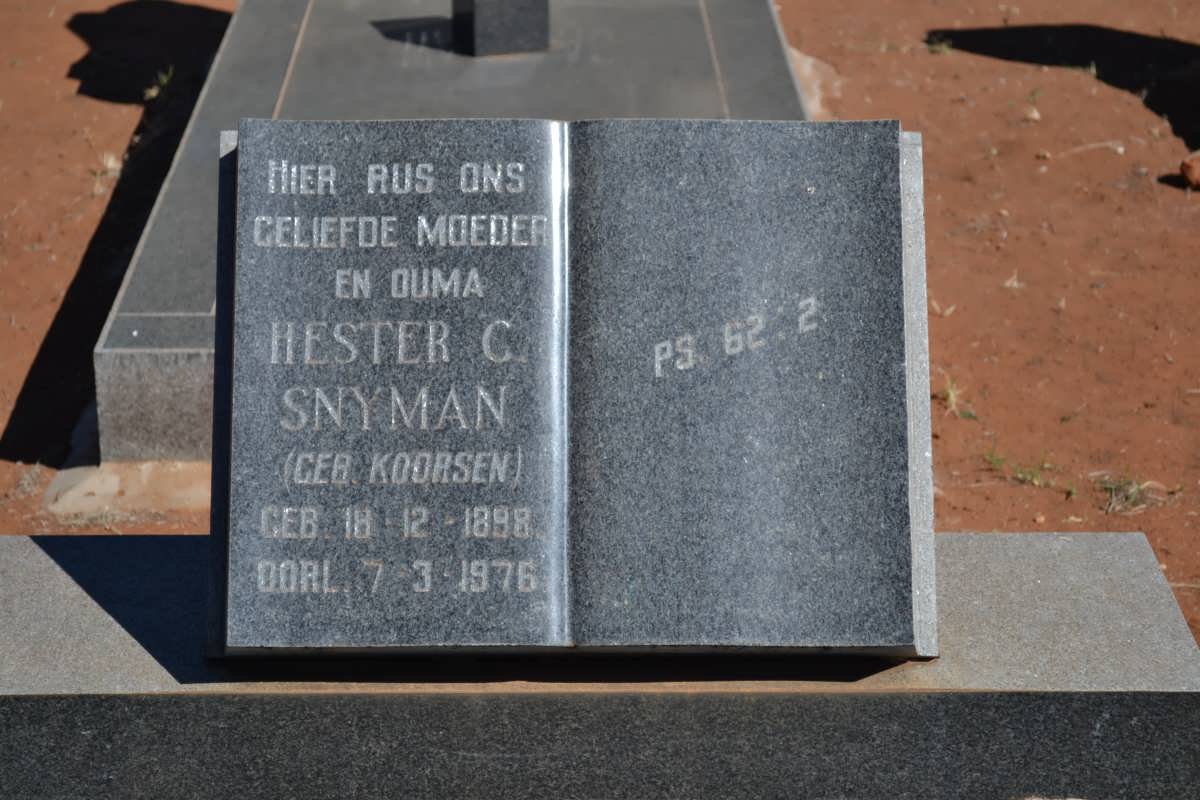 HIER RUS ONS
GELIEFDE MOEDER
EN OUMA
HESTER C.
SNYMAN
(GEB. KOORSEN)
GEB. 18-12-1898.
OORL. 7-3-1976
PS. 62:2